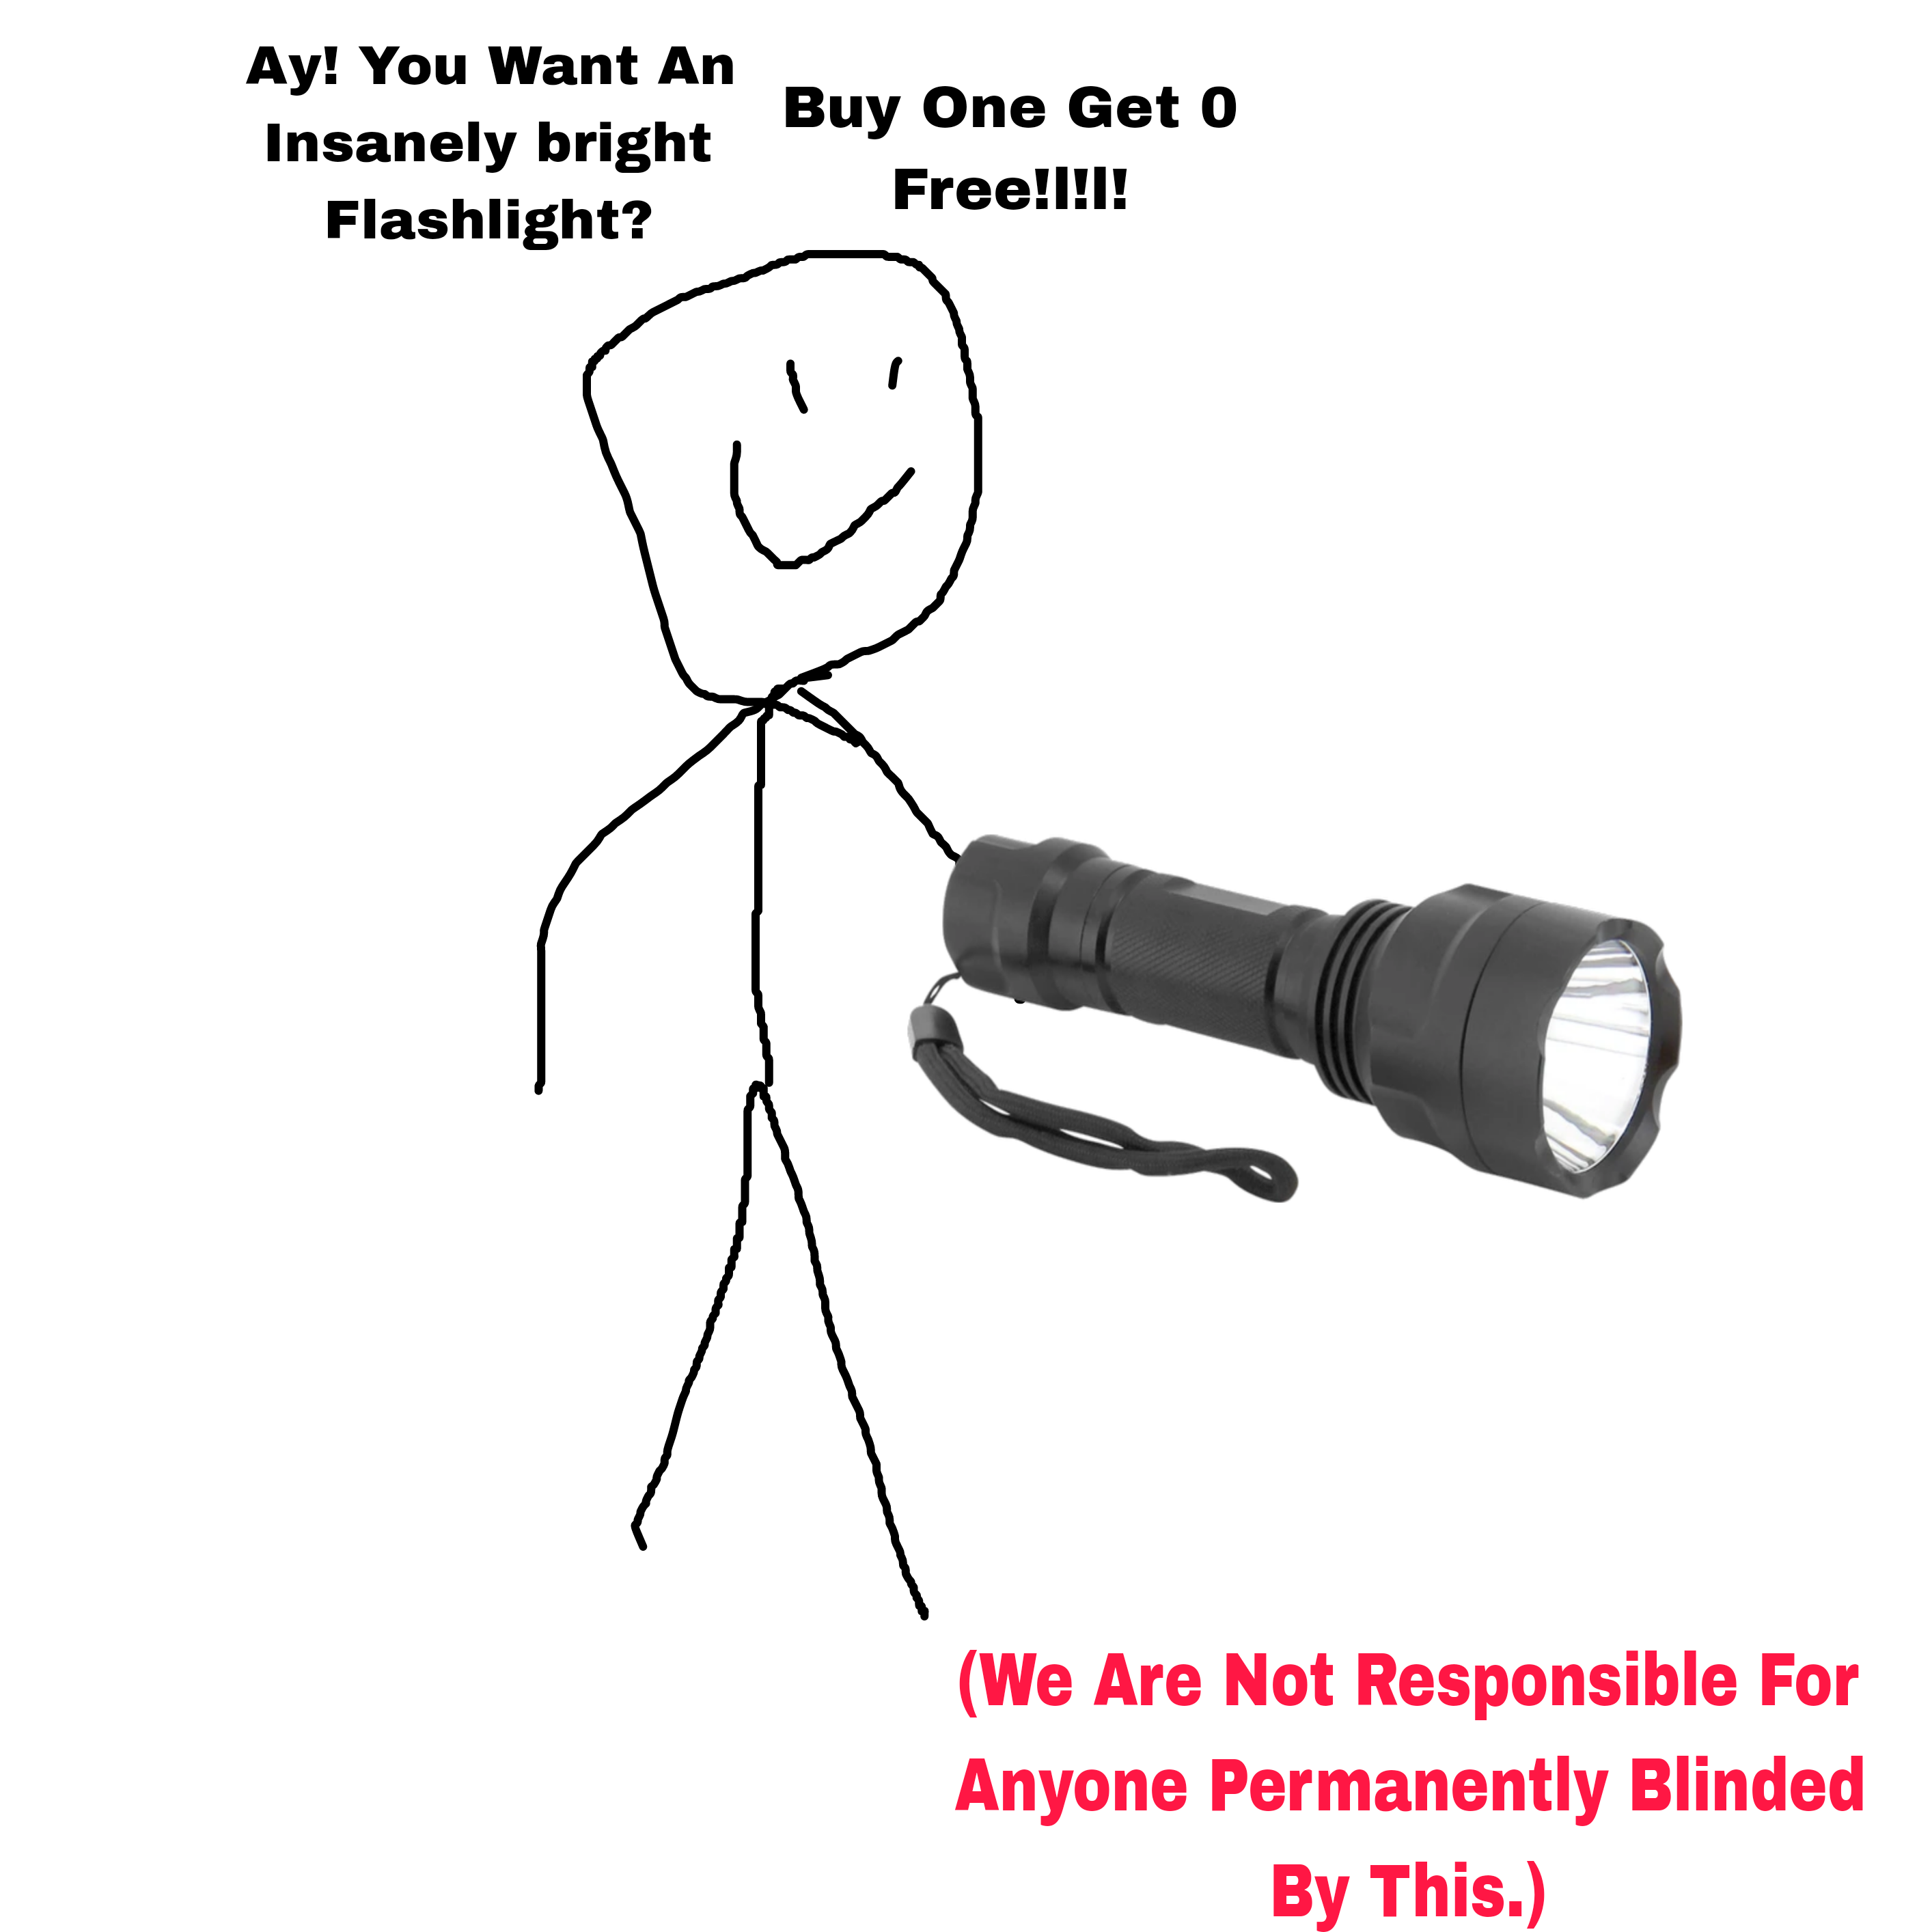 Ay! You Want An
Insanely bright
Flashlight?
Buy One Get 0
Free!l!l!
(We Are Not Responsible For
Anyone Permanently Blinded
By This.)